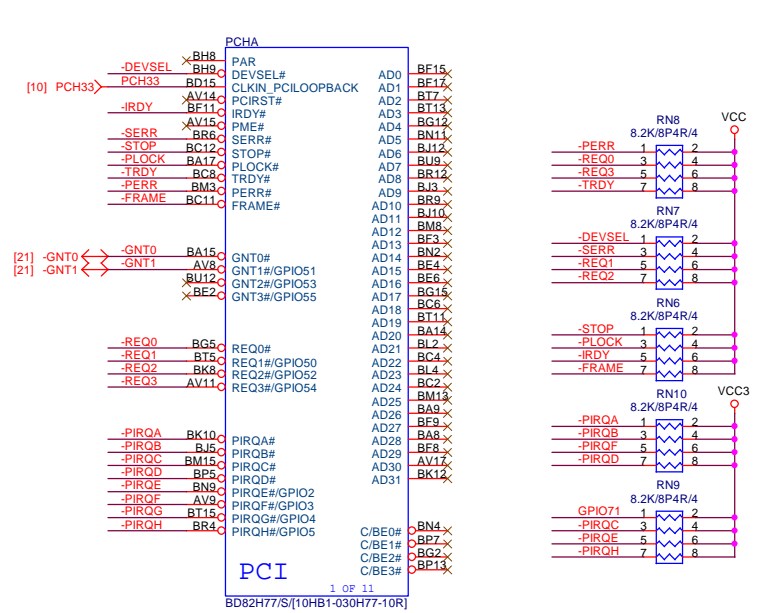 PCHA
BH8 PAR
-DEVSEL BH9 DEVSEL#
[10] PCH33 PCH33 BD15 CLKIN_PCILOOPBACK
AV14 PCIRST#
-IRDY BF11 IRDY#
AV15 PME#
-SERR BR6 SERR#
-STOP BC12 STOP#
-PLOCK BA17 PLOCK#
-TRDY BC8 TRDY#
-PERR BM3 PERR#
-FRAME BC11 FRAME#
[21] -GNT0 -GNT0 BA15 GNT0#
[21] -GNT1 -GNT1 AV8 GNT1#/GPIO51
BU12 GNT2#/GPIO53
BE2 GNT3#/GPIO55
-REQ0 BG5 REQ0#
-REQ1 BT5 REQ1#/GPIO50
-REQ2 BK8 REQ2#/GPIO52
-REQ3 AV11 REQ3#/GPIO54
-PIRQA BK10 PIRQA#
-PIRQB BJ5 PIRQB#
-PIRQC BM15 PIRQC#
-PIRQD BP5 PIRQD#
-PIRQE BN9 PIRQE#/GPIO2
-PIRQF AV9 PIRQF#/GPIO3
-PIRQG BT15 PIRQG#/GPIO4
-PIRQH BR4 PIRQH#/GPIO5
AD0 BF15
AD1 BF17
AD2 BT7
AD3 BT13
AD4 BG12
AD5 BN11
AD6 BJ12
AD7 BU9
AD8 BR12
AD9 BJ3
AD10 BR9
AD11 BJ10
AD12 BM8
AD13 BF3
AD14 BN2
AD15 BE4
AD16 BE6
AD17 BG15
AD18 BC6
AD19 BT11
AD20 BA14
AD21 BL2
AD22 BC4
AD23 BL4
AD24 BC2
AD25 BM13
AD26 BA9
AD27 BF9
AD28 BA8
AD29 BF8
AD30 AV17
AD31 BK12
C/BE0# BN4
C/BE1# BP7
C/BE2# BG2
C/BE3# BP13
PCI
1 OF 11
BD82H77/S/[10HB1-030H77-10R]
VCC
RN8
8.2K/8P4R/4
-PERR 1 2
-REQ0 3 4
-REQ3 5 6
-TRDY 7 8
RN7
8.2K/8P4R/4
-DEVSEL 1 2
-SERR 3 4
-REQ1 5 6
-REQ2 7 8
RN6
8.2K/8P4R/4
-STOP 1 2
-PLOCK 3 4
-IRDY 5 6
-FRAME 7 8
VCC3
RN10
8.2K/8P4R/4
-PIRQA 1 2
-PIRQB 3 4
-PIRQF 5 6
-PIRQD 7 8
RN9
8.2K/8P4R/4
GPIO71 1 2
-PIRQC 3 4
-PIRQE 5 6
-PIRQH 7 8